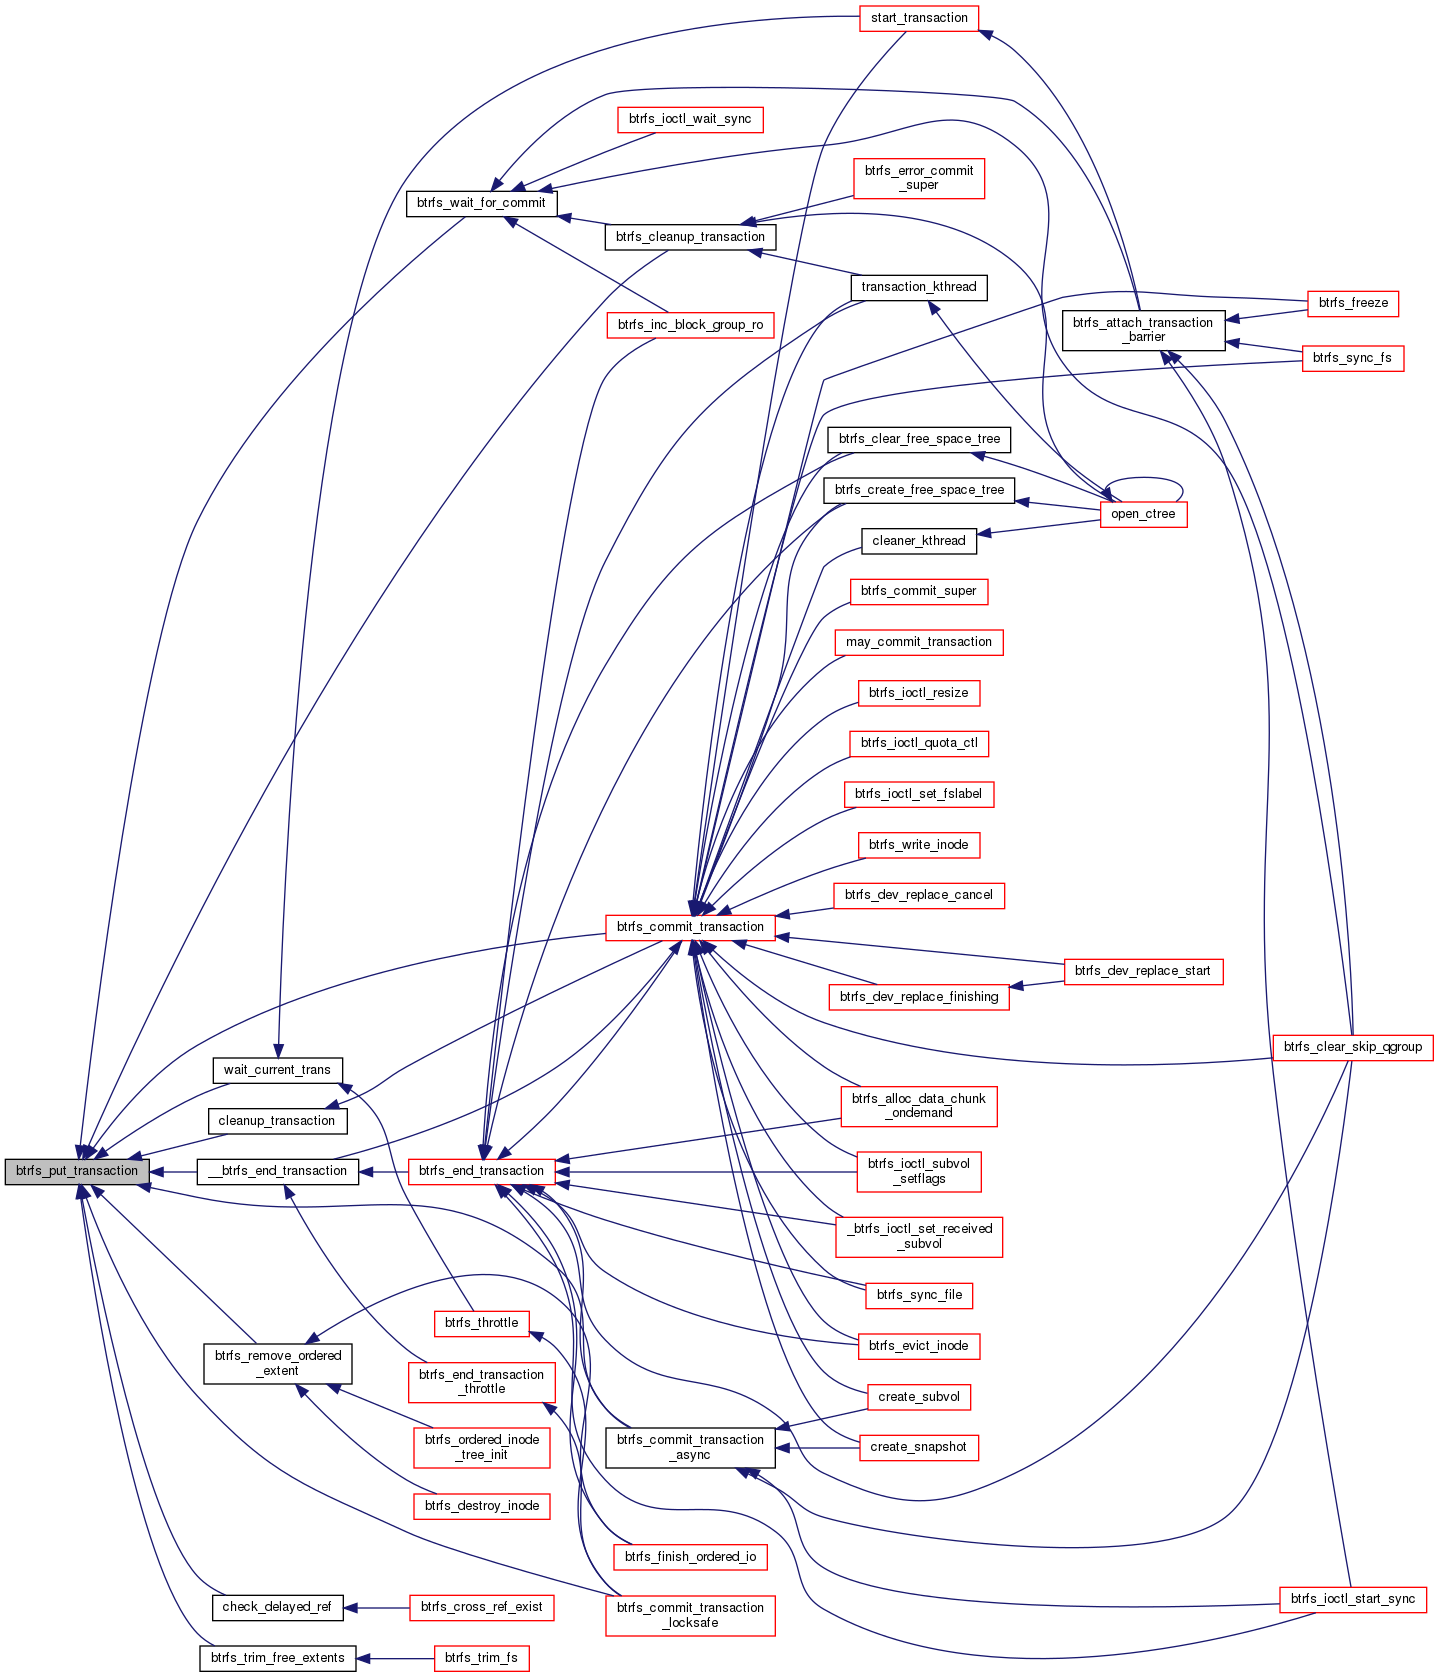 start_transaction
btrfs_ioctl_wait_sync
btrfs_error_commit
_super
btrfs_wait_for_commit
btrfs_cleanup_transaction
transaction_kthread
btrfs_freeze
btrfs_inc_block_group_ro
btrfs_attach_transaction
_barrier
btrfs_sync_fs
btrfs_clear_free_space_tree
btrfs_create_free_space_tree
open_ctree
cleaner_kthread
btrfs_commit_super
may_commit_transaction
btrfs_ioctl_resize
btrfs_ioctl_quota_ctl
btrfs_ioctl_set_fslabel
btrfs_write_inode
btrfs_dev_replace_cancel
btrfs_commit_transaction
btrfs_dev_replace_start
btrfs_dev_replace_finishing
btrfs_clear_skip_qgroup
wait_current_trans
btrfs_alloc_data_chunk
_ondemand
cleanup_transaction
btrfs_put_transaction
__btrfs_end_transaction
btrfs_end_transaction
btrfs_ioctl_subvol
_setflags
_btrfs_ioctl_set_received
_subvol
btrfs_sync_file
btrfs_throttle
btrfs_evict_inode
btrfs_remove_ordered
_extent
btrfs_end_transaction
_throttle
create_subvol
btrfs_ordered_inode
_tree_init
btrfs_commit_transaction
_async
create_snapshot
btrfs_destroy_inode
btrfs_finish_ordered_io
btrfs_ioctl_start_sync
check_delayed_ref
btrfs_cross_ref_exist
btrfs_commit_transaction
_locksafe
btrfs_trim_free_extents
btrfs_trim_fs